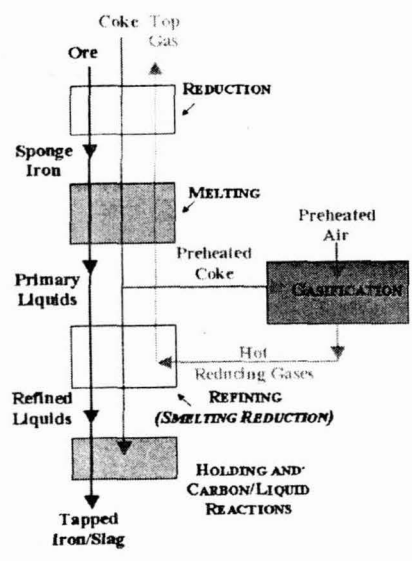 Coke Top
Gas
Ore
REDUCTION
Sponge
Iron
MELTING
Preheated
Air
Preheated
Coke
GASIFICATION
Primary
Liquids
Hot
Reducing Gases
Refined
Liquids
REFINING
(SMELTING REDUCTION)
HOLDING AND
CARBON/LIQUID
REACTIONS
Tapped
Iron/Slag